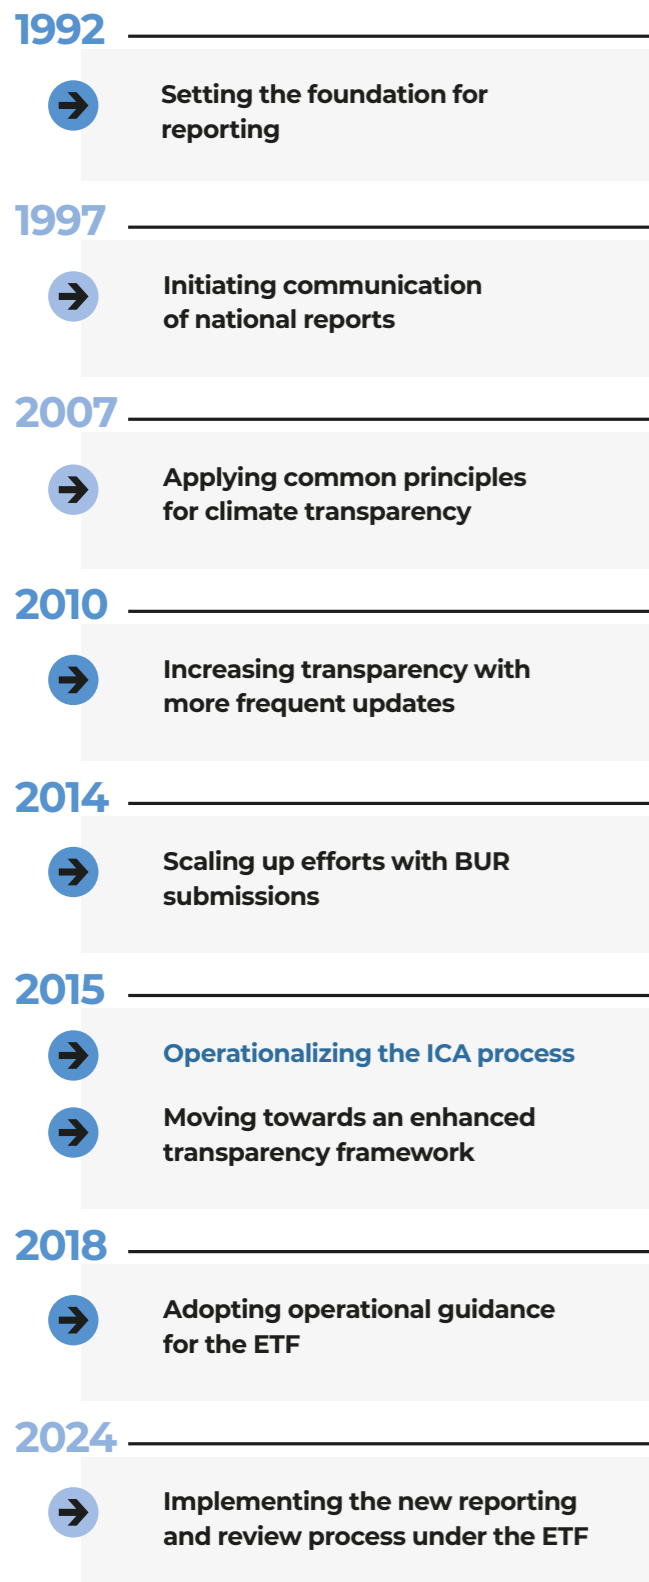 1992
Setting the foundation for
reporting
1997
Initiating communication
of national reports
2007
Applying common principles
for climate transparency
2010
Increasing transparency with
more frequent updates
2014
Scaling up efforts with BUR
submissions
2015
Operationalizing the ICA process
Moving towards an enhanced
transparency framework
2018
Adopting operational guidance
for the ETF
2024
Implementing the new reporting
and review process under the ETF